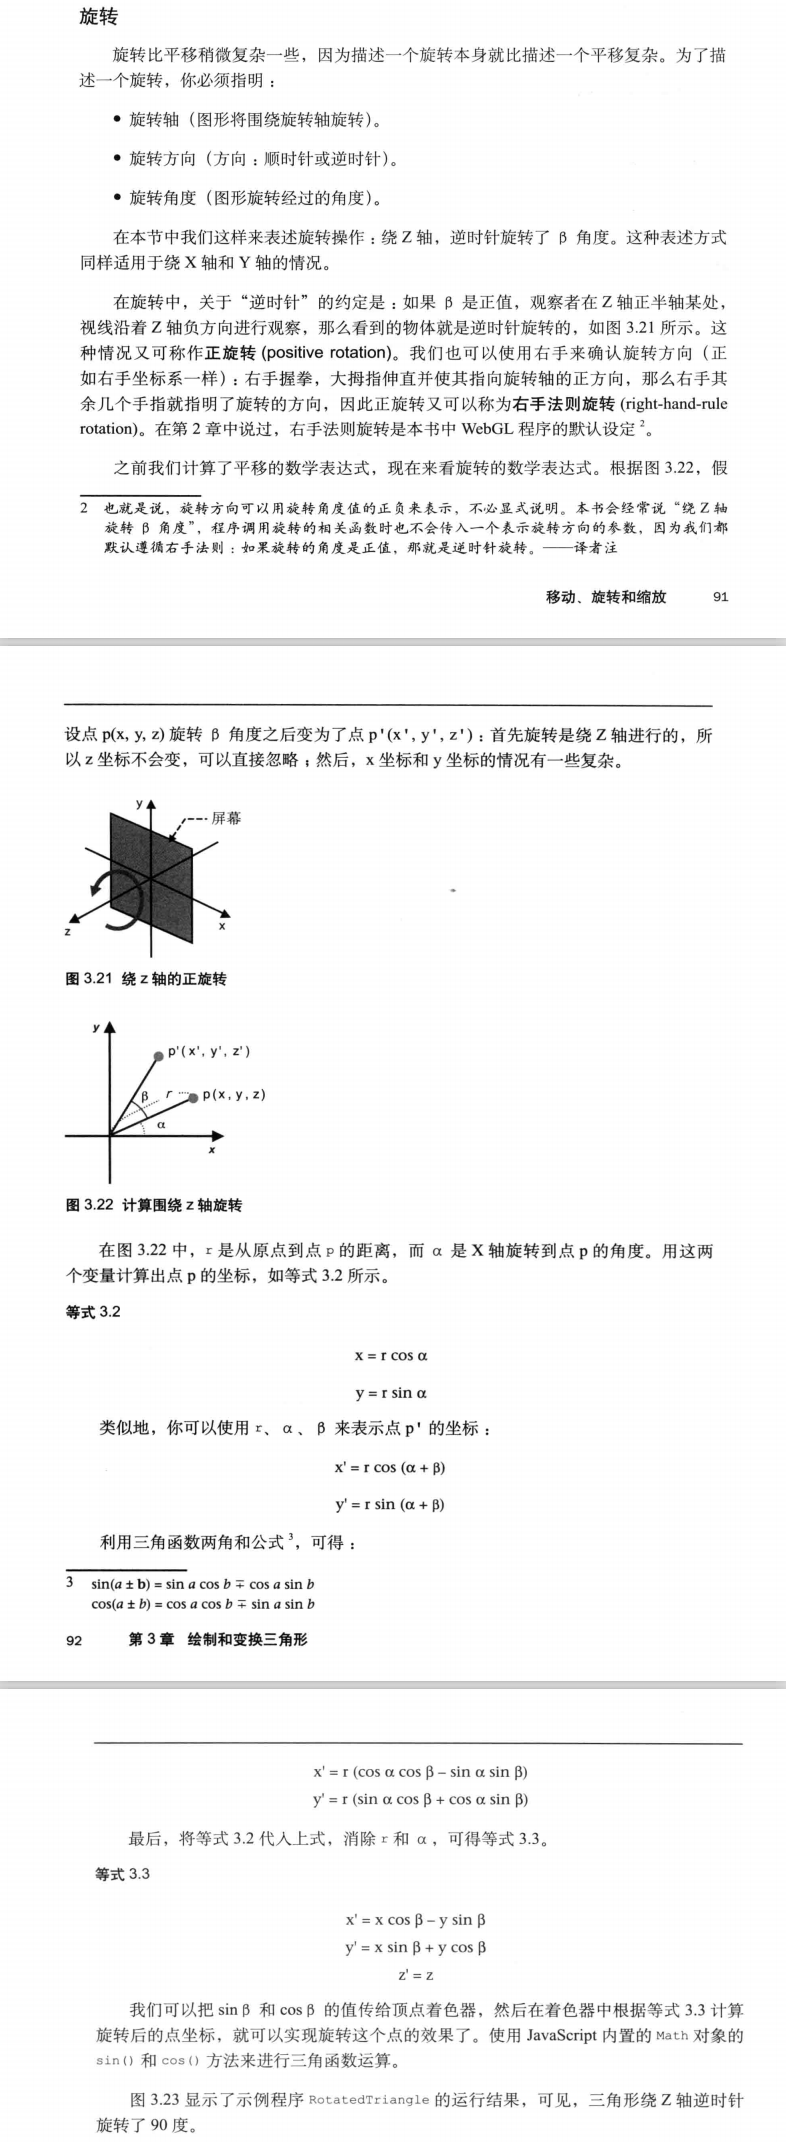 旋转
旋转比平移稍微复杂一些，因为描述一个旋转本身就比描述一个平移复杂。为了描
述一个旋转，你必须指明：
• 旋转轴（图形将围绕旋转轴旋转）。
• 旋转方向（方向：顺时针或逆时针）。
• 旋转角度（图形旋转经过的角度）。
在本节中我们这样来表述旋转操作：绕 Z 轴，逆时针旋转了 β 角度。这种表述方式
同样适用于绕 X 轴和 Y 轴的情况。
在旋转中，关于“逆时针”的约定是：如果 β 是正值，观察者在 Z 轴正半轴某处，
视线沿着 Z 轴负方向进行观察，那么看到的物体就是逆时针旋转的，如图 3.21 所示。这
种情况又可称作正旋转 (positive rotation)。我们也可以使用右手来确认旋转方向（正
如右手坐标系一样）：右手握拳，大拇指伸直并使其指向旋转轴的正方向，那么右手其
余几个手指就指明了旋转的方向，因此正旋转又可以称为右手法则旋转 (right-hand-rule
rotation)。在第 2 章中说过，右手法则旋转是本书中 WebGL 程序的默认设定 2。
之前我们计算了平移的数学表达式，现在来看旋转的数学表达式。根据图 3.22，假
2 也就是说，旋转方向可以用旋转角度值的正负来表示，不必显式说明。本书会经常说“绕 Z 轴
旋转 β 角度”，程序调用旋转的相关函数时也不会传入一个表示旋转方向的参数，因为我们都
默认遵循右手法则：如果旋转的角度是正值，那就是逆时针旋转。——译者注
移动、旋转和缩放 91
设点 p(x, y, z) 旋转 β 角度之后变为了点 p'(x', y', z')：首先旋转是绕 Z 轴进行的，所
以 z 坐标不会变，可以直接忽略；然后，x 坐标和 y 坐标的情况有一些复杂。
y
屏幕
z
x
图 3.21 绕 z 轴的正旋转
y
p'(x', y', z')
β r p(x, y, z)
α
x
图 3.22 计算围绕 z 轴旋转
在图 3.22 中，r 是从原点到点 p 的距离，而 α 是 X 轴旋转到点 p 的角度。用这两
个变量计算出点 p 的坐标，如等式 3.2 所示。
等式 3.2
x = r cos α
y = r sin α
类似地，你可以使用 r、α、β 来表示点 p' 的坐标：
x' = r cos (α + β)
y' = r sin (α + β)
利用三角函数两角和公式 3，可得：
3 sin(a ± b) = sin a cos b ∓ cos a sin b
cos(a ± b) = cos a cos b ∓ sin a sin b
92 第 3 章 绘制和变换三角形
x' = r (cos α cos β – sin α sin β)
y' = r (sin α cos β + cos α sin β)
最后，将等式 3.2 代入上式，消除 r 和 α，可得等式 3.3。
等式 3.3
x' = x cos β – y sin β
y' = x sin β + y cos β
z' = z
我们可以把 sin β 和 cos β 的值传给顶点着色器，然后在着色器中根据等式 3.3 计算
旋转后的点坐标，就可以实现旋转这个点的效果了。使用 JavaScript 内置的 Math 对象的
sin() 和 cos() 方法来进行三角函数运算。
图 3.23 显示了示例程序 RotatedTriangle 的运行结果，可见，三角形绕 Z 轴逆时针
旋转了 90 度。